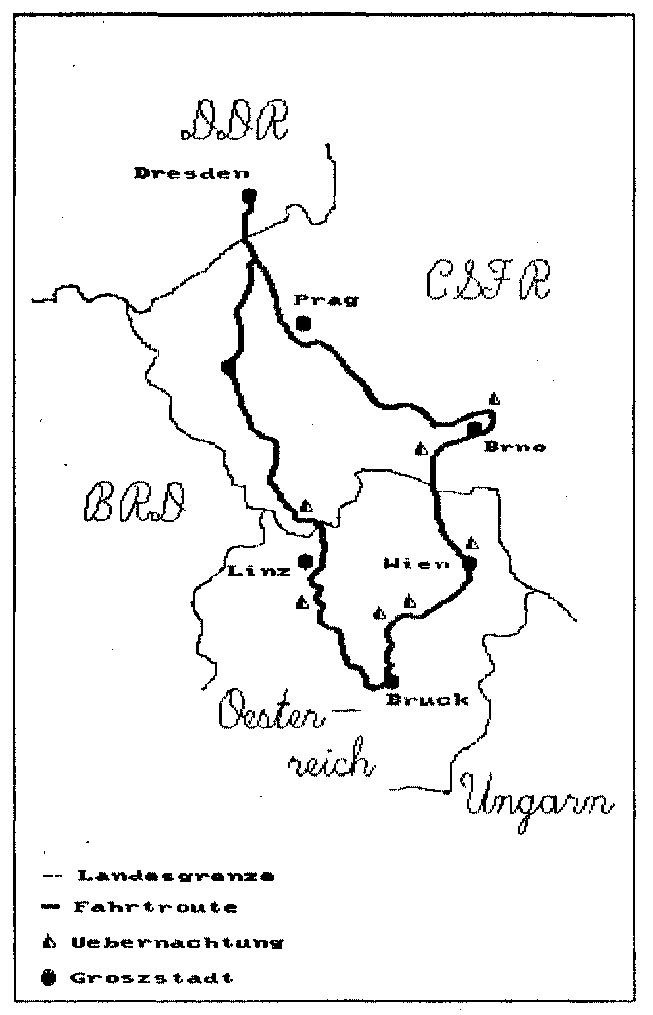 DDR
Dresden
CSFR
Prag
Brno
BRD
Linz
Wien
Bruck
Oester-
reich
Ungarn
-- Landesgrenze
Fahrtroute
Uebernachtung
Groszstadt